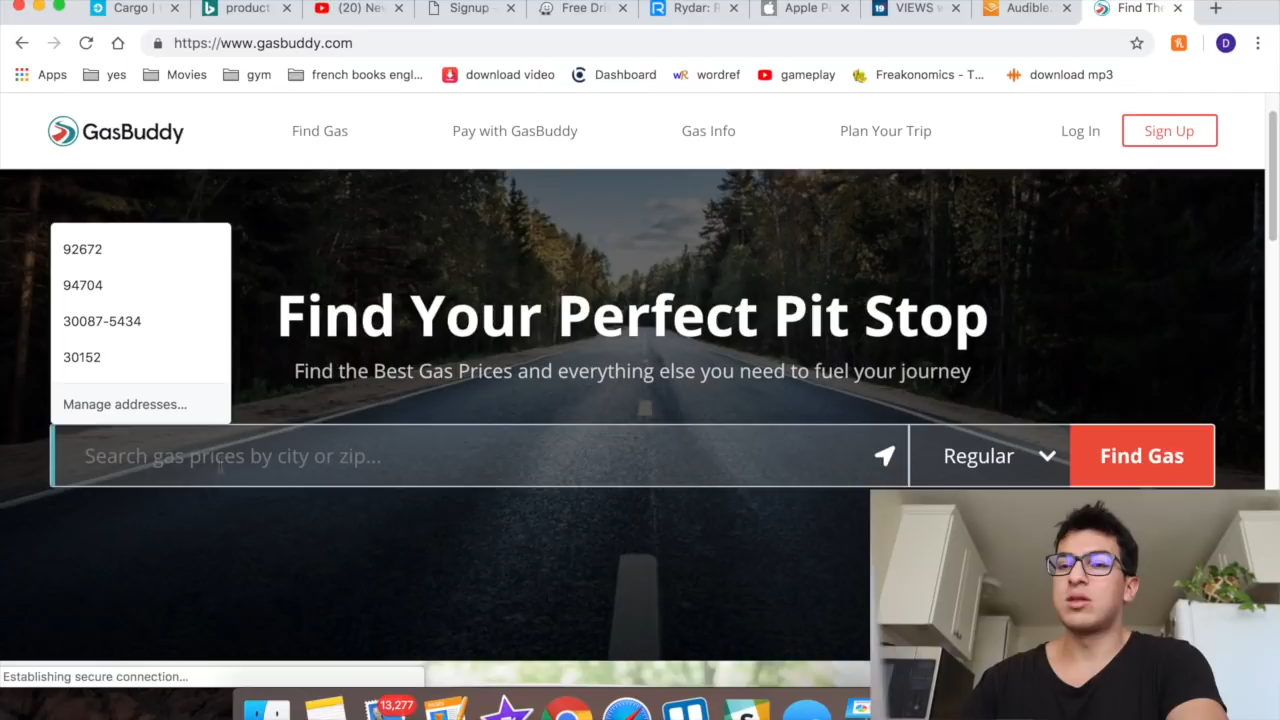 Cargo |
product
(20) Ne
Signup -
Free Dri
Rydar: R
Apple P
19
VIEWS
Audible.
Find The
https://www.gasbuddy.com
D
Apps
yes
Movies
gym
french books engl...
download video
Dashboard
wR
wordref
gameplay
Freakonomics - T...
download mp3
GasBuddy
Find Gas
Pay with GasBuddy
Gas Info
Plan Your Trip
Log In
Sign Up
92672
94704
30087-5434
30152
Manage addresses...
Find Your Perfect Pit Stop
Find the Best Gas Prices and everything else you need to fuel your journey
Search gas prices by city or zip...
Regular
Find Gas
Establishing secure connection...
13,277